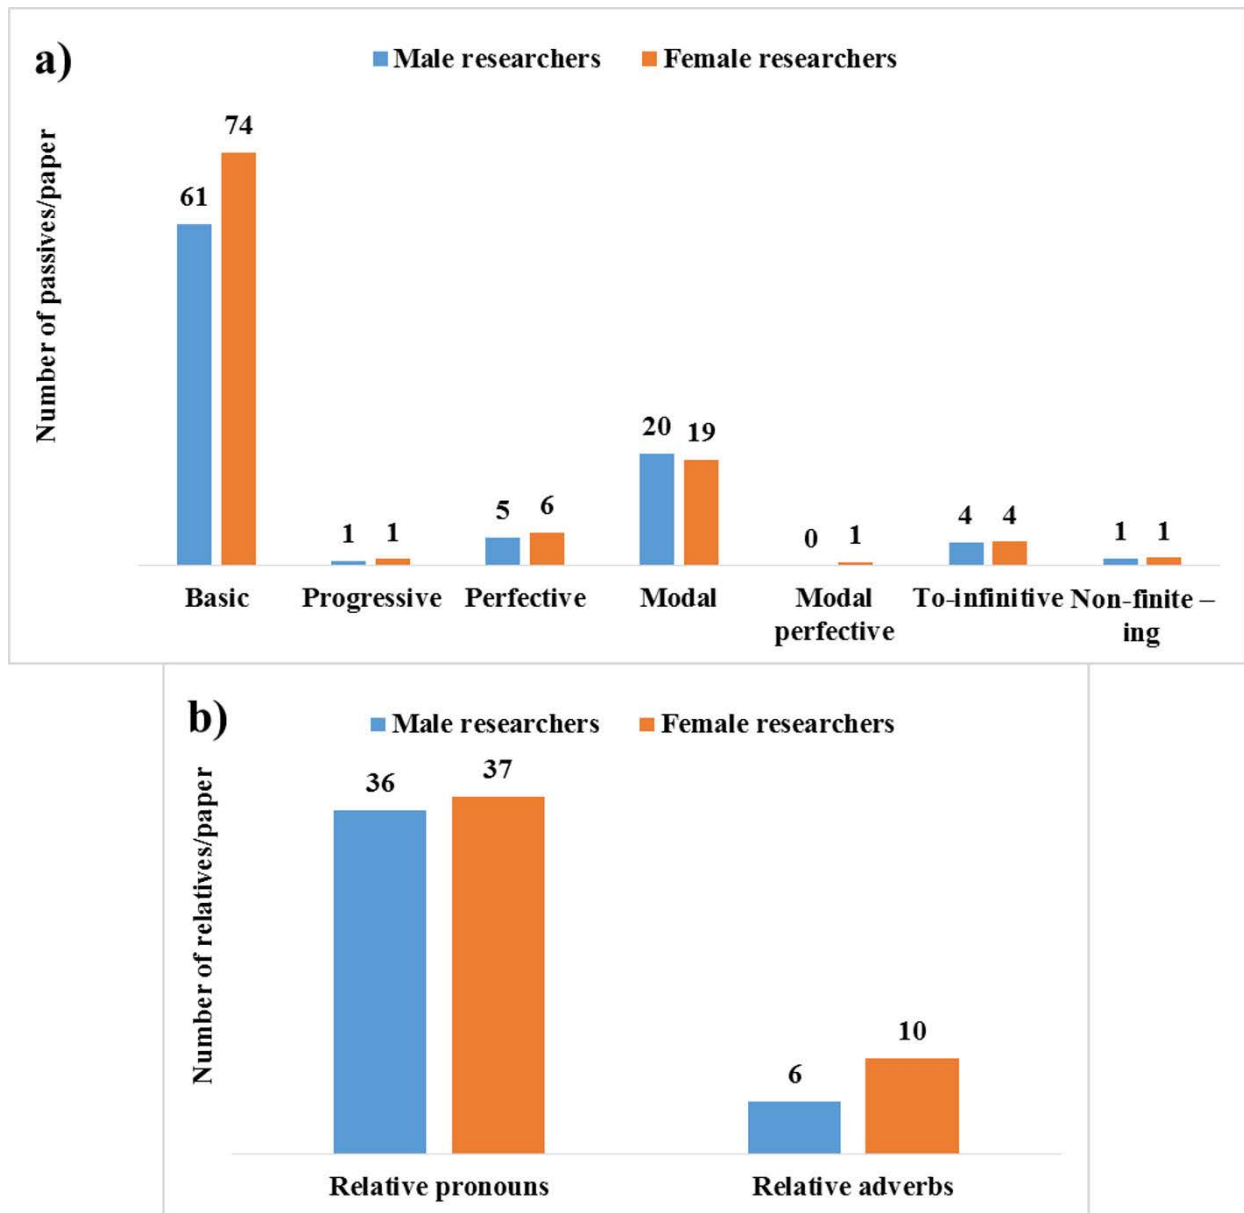 a)
Male researchers Female researchers
Number of passives/paper
61 74
1 1
5 6
20 19
0 1
4 4
1 1
Basic Progressive Perfective Modal Modal To-infinitive Non-finite –
perfective ing
b)
Male researchers Female researchers
Number of relatives/paper
36 37
6 10
Relative pronouns Relative adverbs